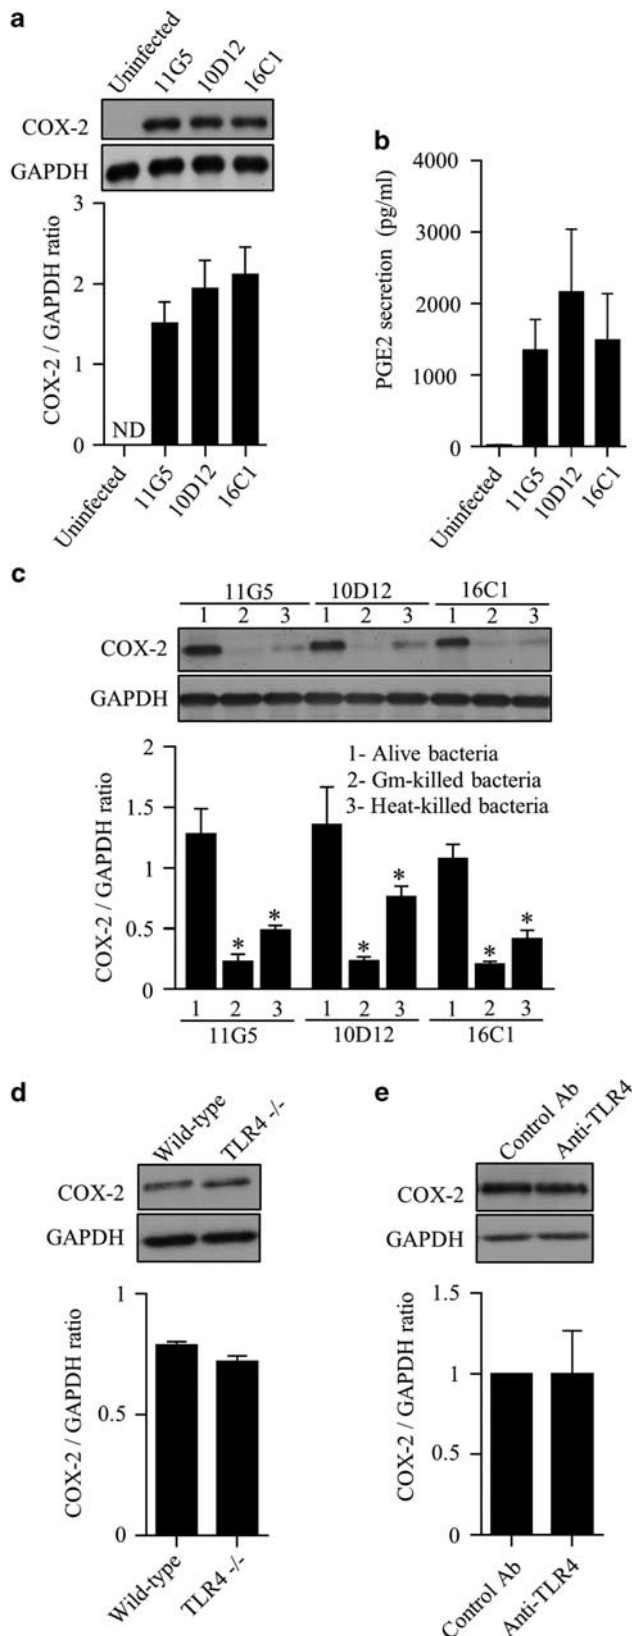 a
Uninfected
11G5
10D12
16C1
COX-2
GAPDH
3
2
1
0
COX-2 / GAPDH ratio
ND
Uninfected
11G5
10D12
16C1
b
4000
3000
2000
1000
0
PGE2 secretion (pg/ml)
Uninfected
11G5
10D12
16C1
c
11G5 10D12 16C1
1 2 3 1 2 3 1 2 3
COX-2
GAPDH
2
1.5
1
0.5
0
COX-2 / GAPDH ratio
1- Alive bacteria
2- Gm-killed bacteria
3- Heat-killed bacteria
* * * * * *
1 2 3 1 2 3 1 2 3
11G5 10D12 16C1
d
Wild-type
TLR4 -/-
COX-2
GAPDH
1
0.5
0
COX-2 / GAPDH ratio
Wild-type
TLR4 -/-
e
Control Ab
Anti-TLR4
COX-2
GAPDH
1.5
1
0.5
0
COX-2 / GAPDH ratio
Control Ab
Anti-TLR4